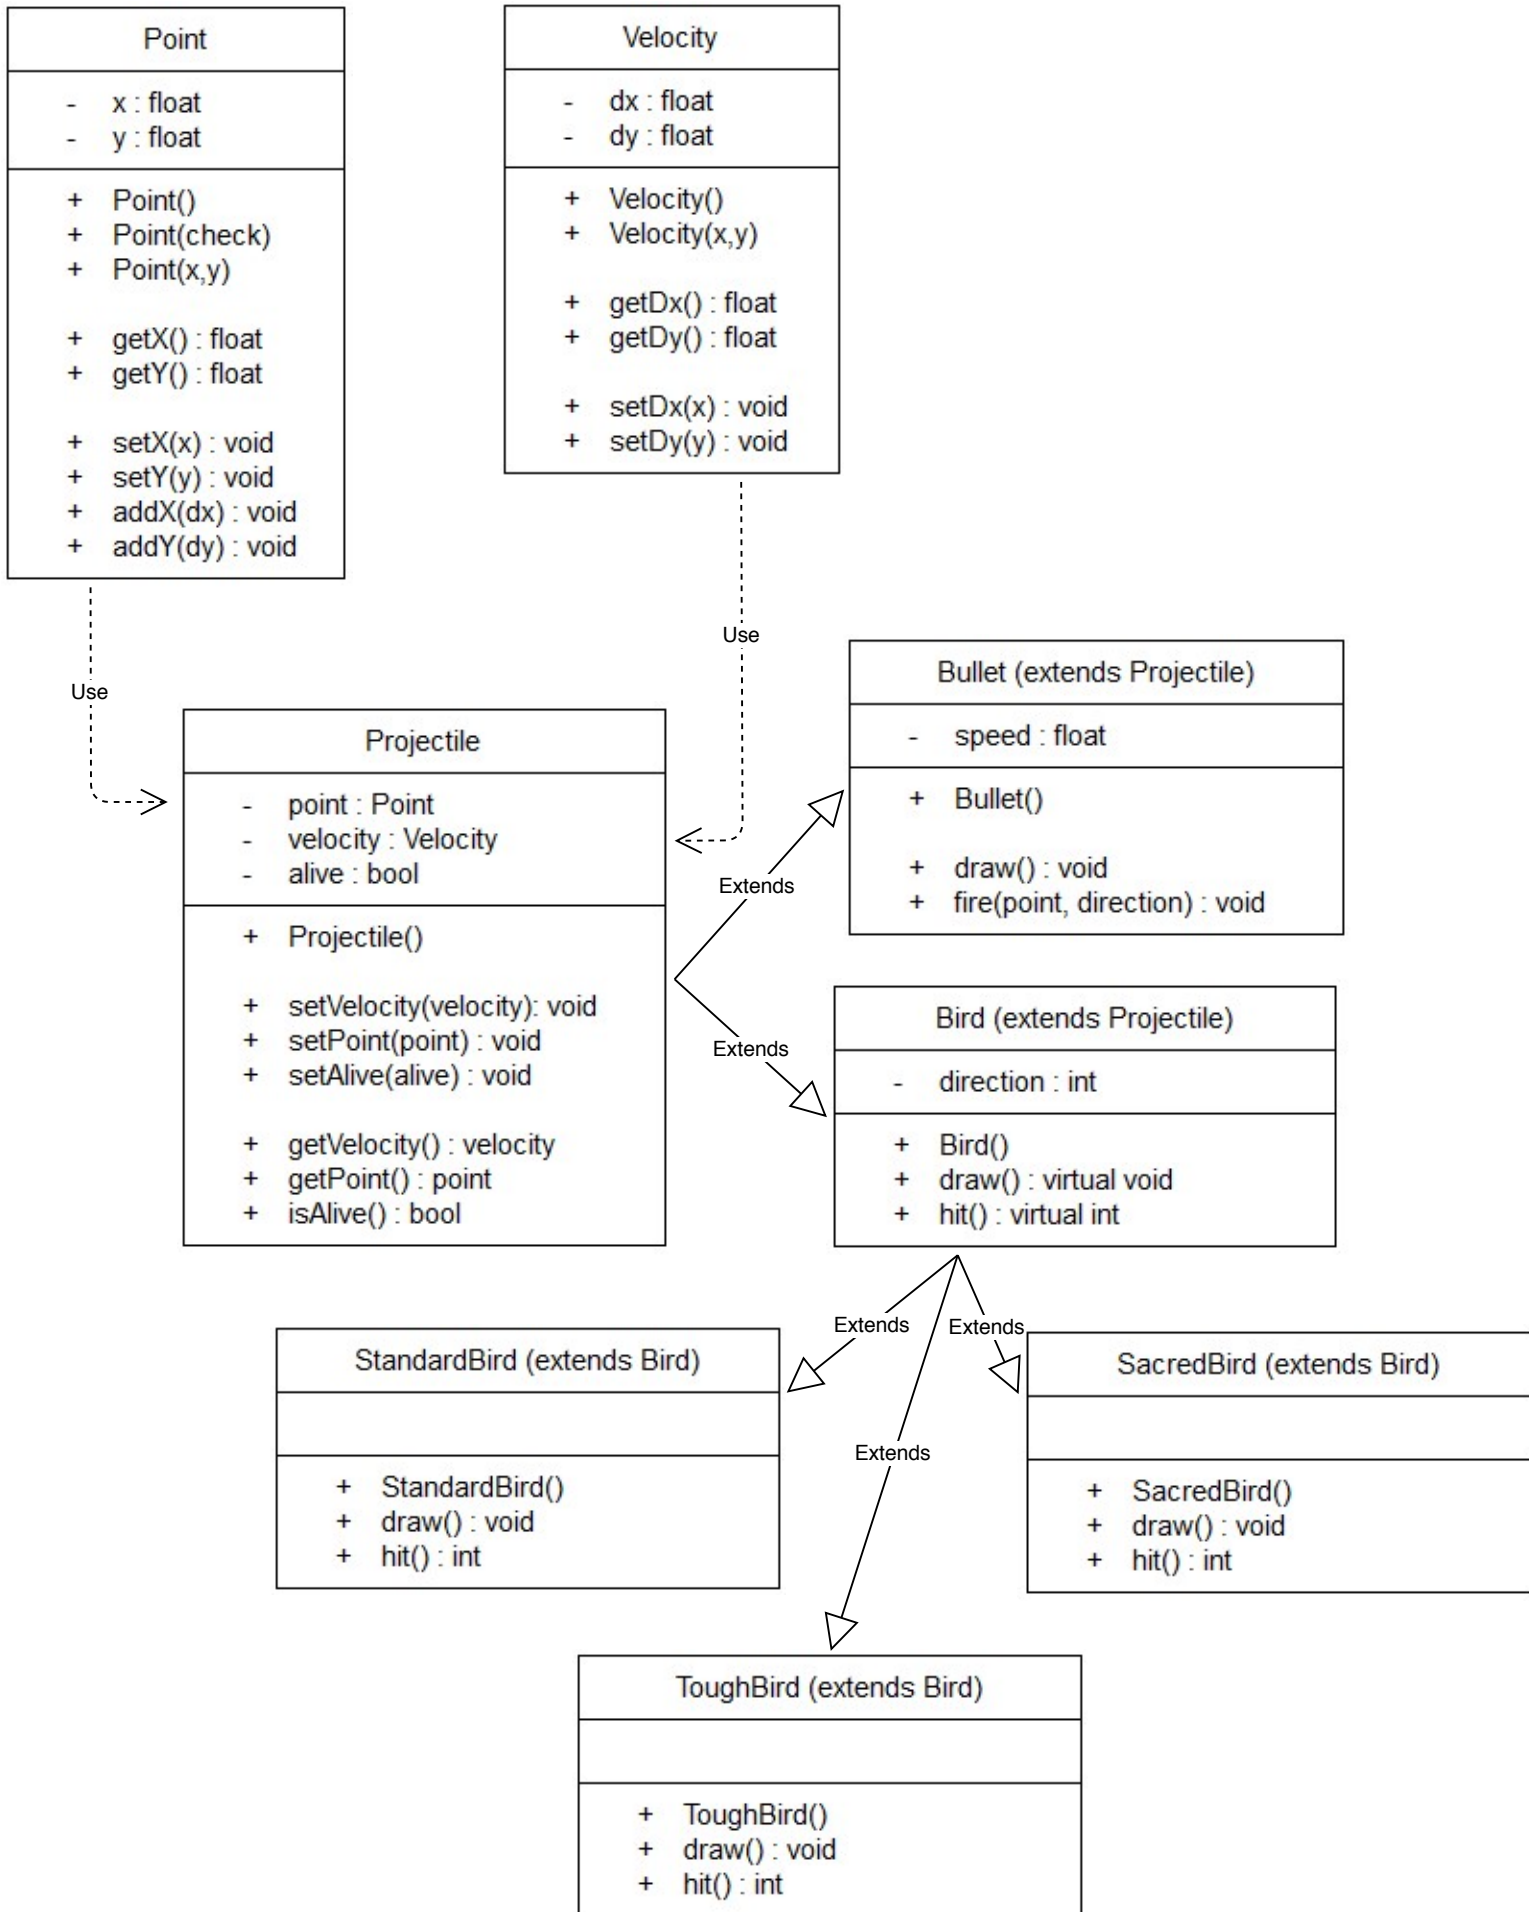 Point
- x : float
- y : float
+ Point()
+ Point(check)
+ Point(x,y)
+ getX() : float
+ getY() : float
+ setX(x) : void
+ setY(y) : void
+ addX(dx) : void
+ addY(dy) : void
Velocity
- dx : float
- dy : float
+ Velocity()
+ Velocity(x,y)
+ getDx() : float
+ getDy() : float
+ setDx(x) : void
+ setDy(y) : void
Use
Use
Projectile
- point : Point
- velocity : Velocity
- alive : bool
+ Projectile()
+ setVelocity(velocity): void
+ setPoint(point) : void
+ setAlive(alive) : void
+ getVelocity() : velocity
+ getPoint() : point
+ isAlive() : bool
Extends
Extends
Bullet (extends Projectile)
- speed : float
+ Bullet()
+ draw() : void
+ fire(point, direction) : void
Bird (extends Projectile)
- direction : int
+ Bird()
+ draw() : virtual void
+ hit() : virtual int
Extends
Extends
Extends
StandardBird (extends Bird)
+ StandardBird()
+ draw() : void
+ hit() : int
SacredBird (extends Bird)
+ SacredBird()
+ draw() : void
+ hit() : int
ToughBird (extends Bird)
+ ToughBird()
+ draw() : void
+ hit() : int